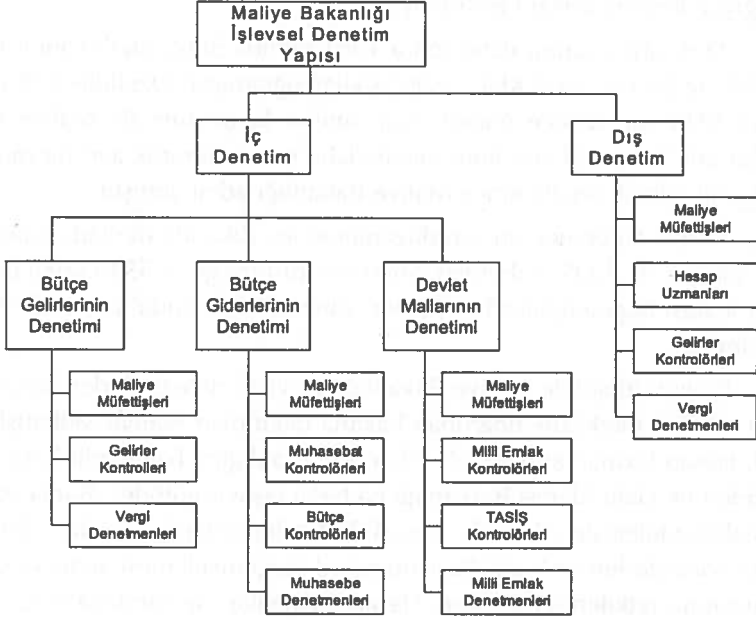 Maliye Bakanlığı
İşlevsel Denetim
Yapısı
İç
Denetim
Dış
Denetim
Bütçe
Gelirlerinin
Denetimi
Maliye
Müfettişleri
Gelirler
Kontrolleri
Vergi
Denetmenleri
Bütçe
Giderlerinin
Denetimi
Maliye
Müfettişleri
Muhasebat
Kontrolörleri
Bütçe
Kontrolörleri
Muhasebe
Denetmenleri
Devlet
Mallarının
Denetimi
Maliye
Müfettişleri
Milli Emlak
Kontrolörleri
TASİŞ
Kontrolörleri
Milli Emlak
Denetmenleri
Maliye
Müfettişleri
Hesap
Uzmanları
Gelirler
Kontrolörleri
Vergi
Denetmenleri